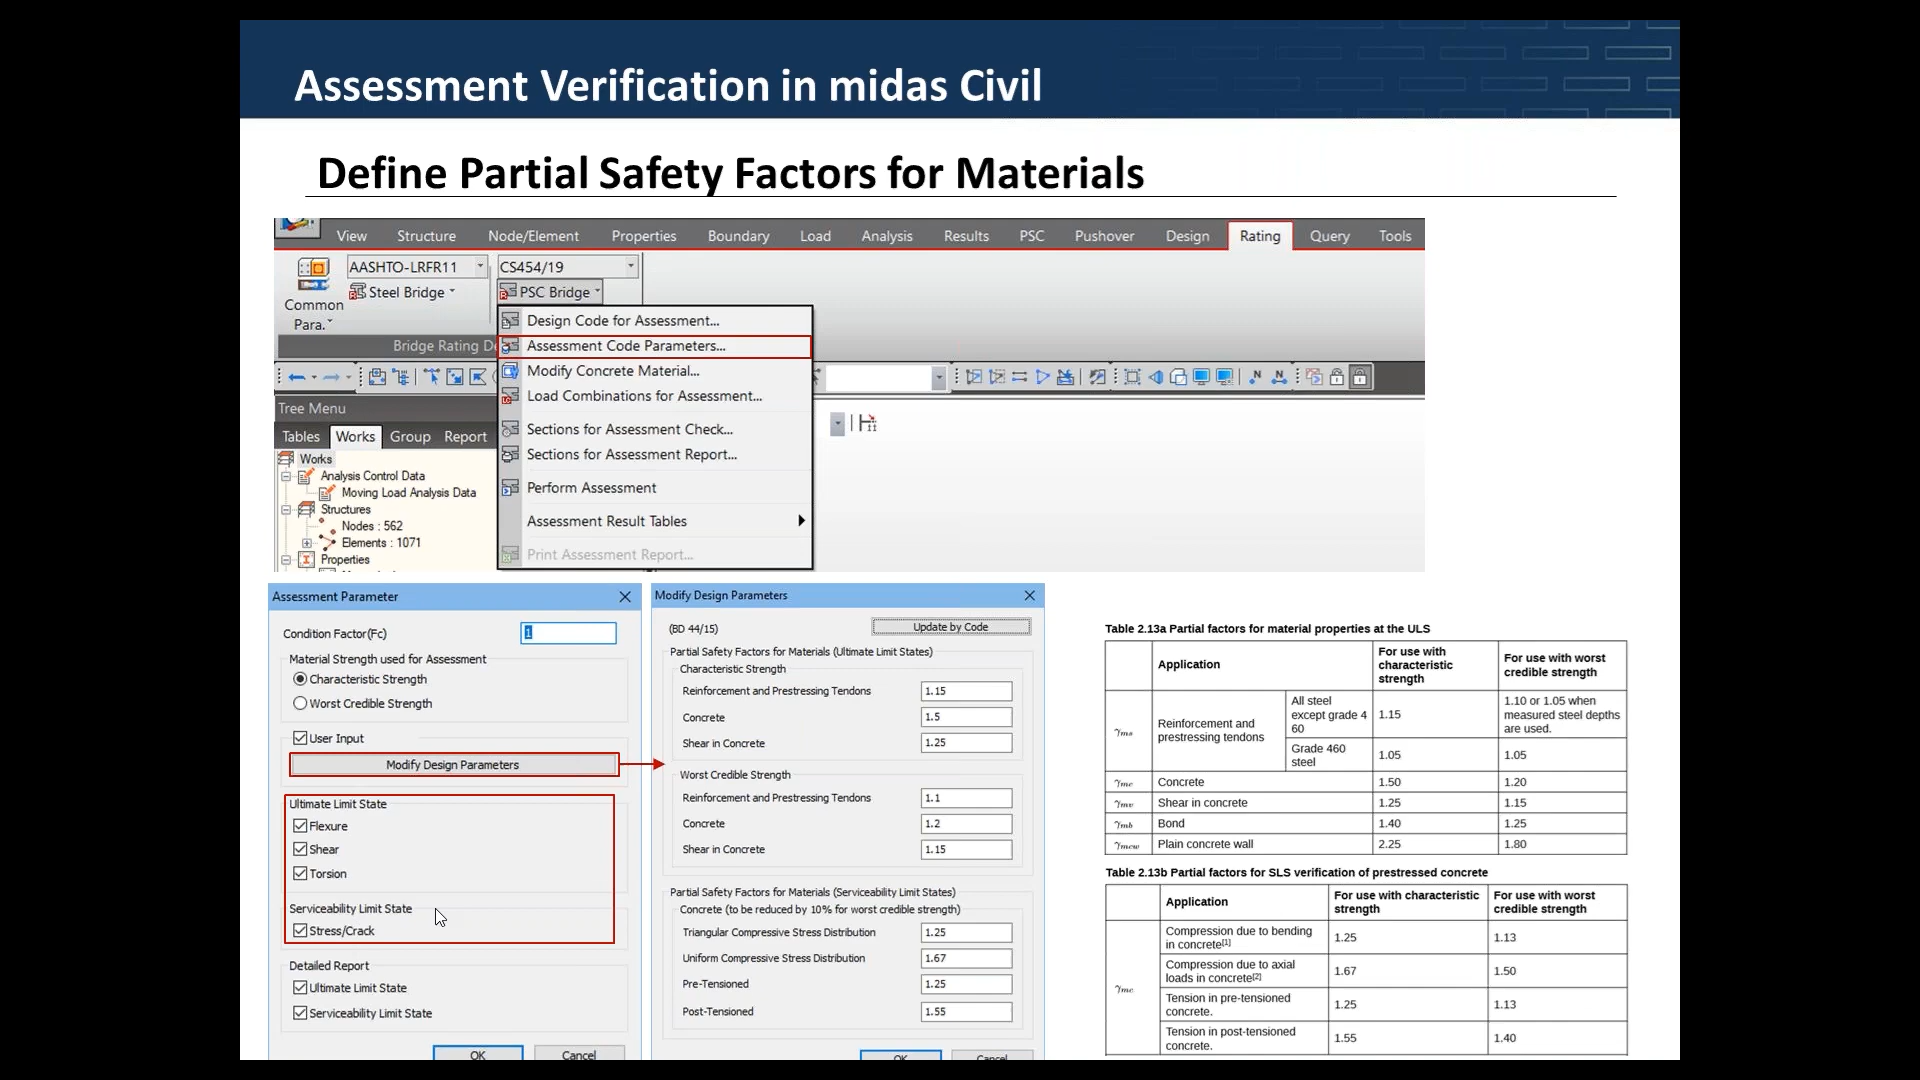 Assessment Verification in midas Civil
Define Partial Safety Factors for Materials
View Structure Node/Element Properties Boundary Load Analysis Results PSC Pushover Design Rating Query Tools
AASHTO-LRFR11 CS454/19
Steel Bridge PSC Bridge
Common
Para.
Bridge Rating De
Design Code for Assessment...
Assessment Code Parameters...
Modify Concrete Material...
Load Combinations for Assessment...
Sections for Assessment Check...
Sections for Assessment Report...
Perform Assessment
Assessment Result Tables
Print Assessment Report...
Tree Menu
Tables Works Group Report
Works
Analysis Control Data
Moving Load Analysis Data
Structures
Nodes : 562
Elements : 1071
Properties
Assessment Parameter
Condition Factor(Fc) 1
Material Strength used for Assessment
Characteristic Strength
Worst Credible Strength
User Input
Modify Design Parameters
Ultimate Limit State
Flexure
Shear
Torsion
Serviceability Limit State
Stress/Crack
Detailed Report
Ultimate Limit State
Serviceability Limit State
OK Cancel
Modify Design Parameters
(BD 44/15) Update by Code
Partial Safety Factors for Materials (Ultimate Limit States)
Characteristic Strength
Reinforcement and Prestressing Tendons 1.15
Concrete 1.5
Shear in Concrete 1.25
Worst Credible Strength
Reinforcement and Prestressing Tendons 1.1
Concrete 1.2
Shear in Concrete 1.15
Partial Safety Factors for Materials (Serviceability Limit States)
Concrete (to be reduced by 10% for worst credible strength)
Triangular Compressive Stress Distribution 1.25
Uniform Compressive Stress Distribution 1.67
Pre-Tensioned 1.25
Post-Tensioned 1.55
OK Cancel
Table 2.13a Partial factors for material properties at the ULS
Application
For use with
characteristic
strength
For use with worst
credible strength
γms
Reinforcement and
prestressing tendons
All steel
except grade 4
60
1.15
1.10 or 1.05 when
measured steel depths
are used.
Grade 460
steel
1.05 1.05
γmc Concrete 1.50 1.20
γmv Shear in concrete 1.25 1.15
γmb Bond 1.40 1.25
γmcw Plain concrete wall 2.25 1.80
Table 2.13b Partial factors for SLS verification of prestressed concrete
Application
For use with characteristic
strength
For use with worst
credible strength
γmc
Compression due to bending
in concrete[1]
1.25 1.13
Compression due to axial
loads in concrete[2]
1.67 1.50
Tension in pre-tensioned
concrete.
1.25 1.13
Tension in post-tensioned
concrete.
1.55 1.40